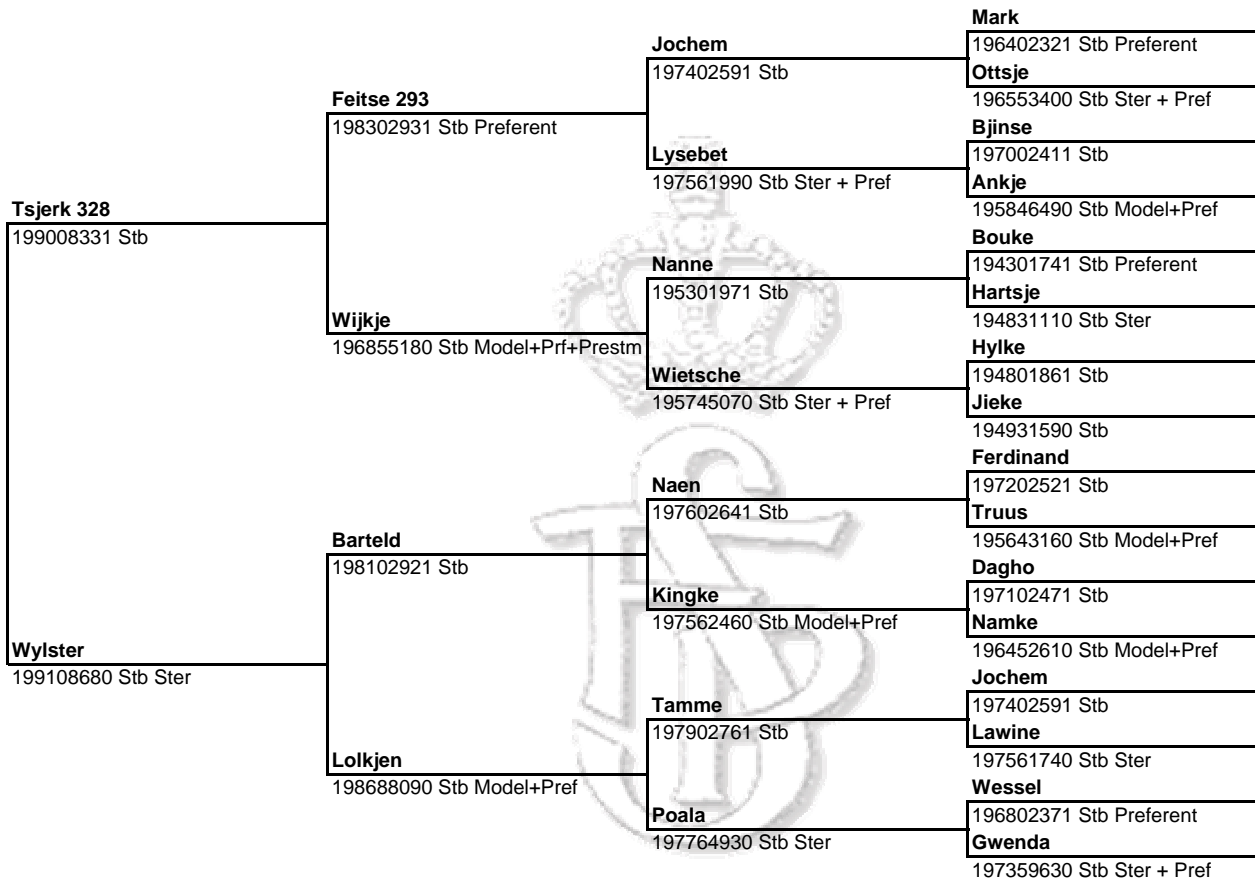 Mark
196402321 Stb Preferent
Jochem
197402591 Stb
Ottsje
196553400 Stb Ster + Pref
Feitse 293
198302931 Stb Preferent
Bjinse
197002411 Stb
Lysebet
197561990 Stb Ster + Pref
Ankje
195846490 Stb Model+Pref
Tsjerk 328
199008331 Stb
Bouke
194301741 Stb Preferent
Nanne
195301971 Stb
Hartsje
194831110 Stb Ster
Wijkje
196855180 Stb Model+Prf+Prestm
Hylke
194801861 Stb
Wietsche
195745070 Stb Ster + Pref
Jieke
194931590 Stb
Ferdinand
197202521 Stb
Naen
197602641 Stb
Truus
195643160 Stb Model+Pref
Barteld
198102921 Stb
Dagho
197102471 Stb
Kingke
197562460 Stb Model+Pref
Namke
196452610 Stb Model+Pref
Wylster
199108680 Stb Ster
Jochem
197402591 Stb
Tamme
197902761 Stb
Lawine
197561740 Stb Ster
Lolkjen
198688090 Stb Model+Pref
Wessel
196802371 Stb Preferent
Poala
197764930 Stb Ster
Gwenda
197359630 Stb Ster + Pref